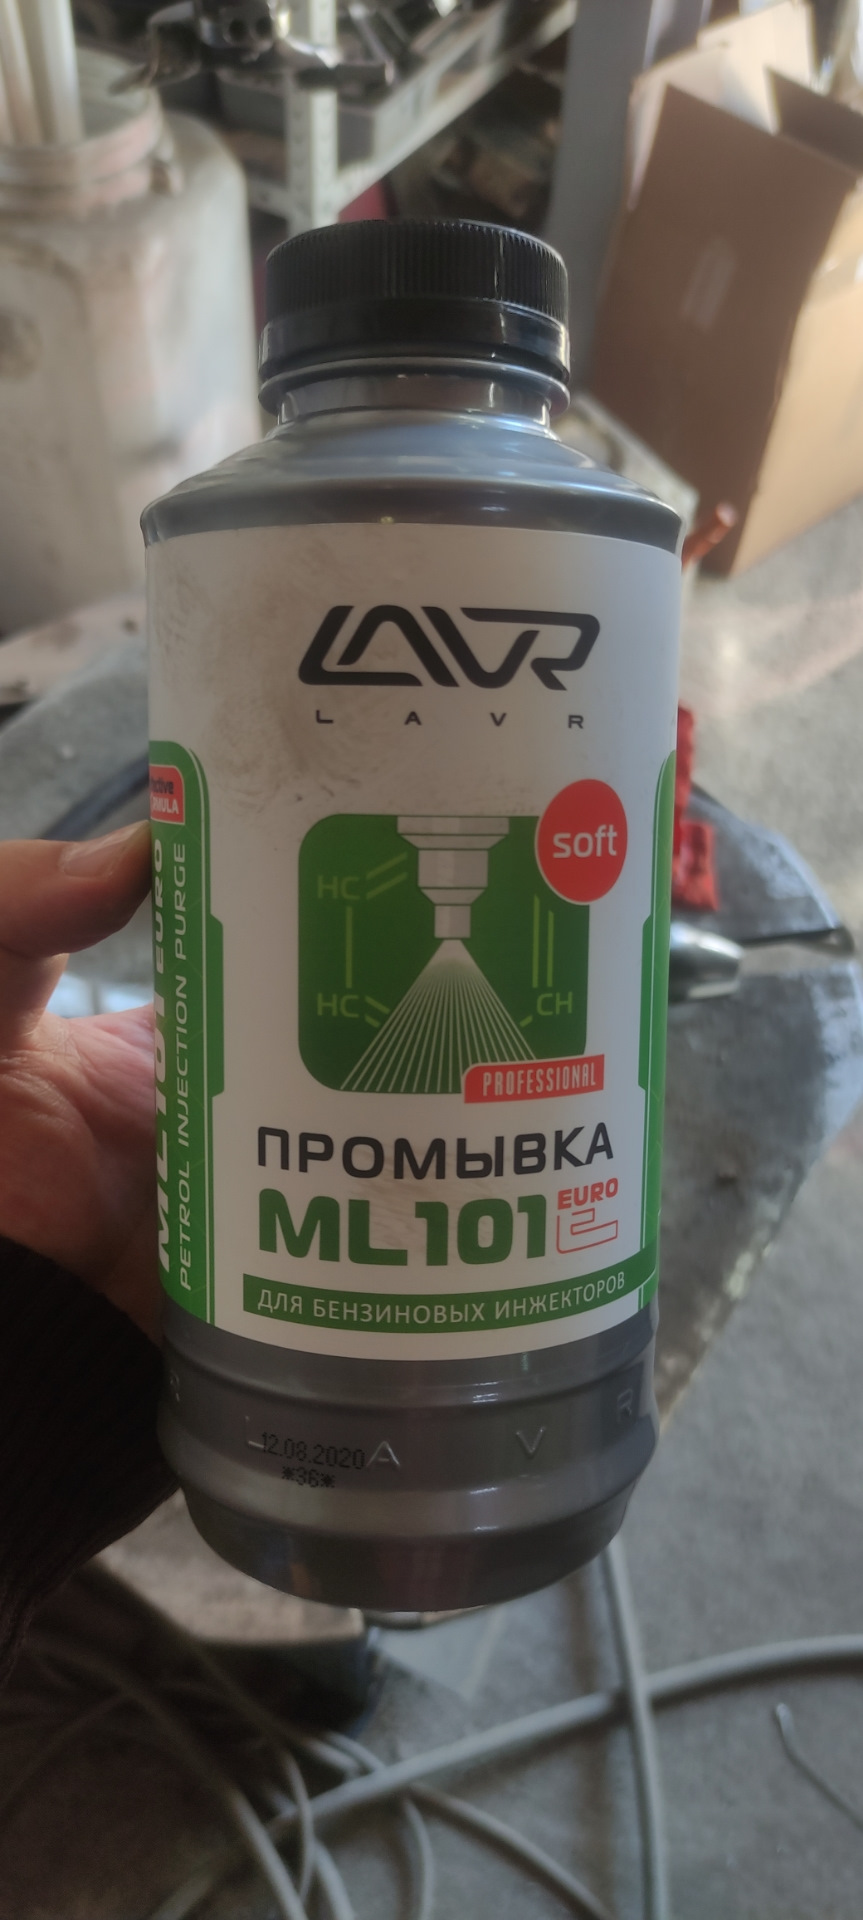 LAVR
L A V R
soft
HC
HC
CH
PROFESSIONAL
ПРОМЫВКА
ML101 EURO
ДЛЯ БЕНЗИНОВЫХ ИНЖЕКТОРОВ
ML101 EURO
PETROL INJECTION PURGE
L A V R
12.08.2020
*36*